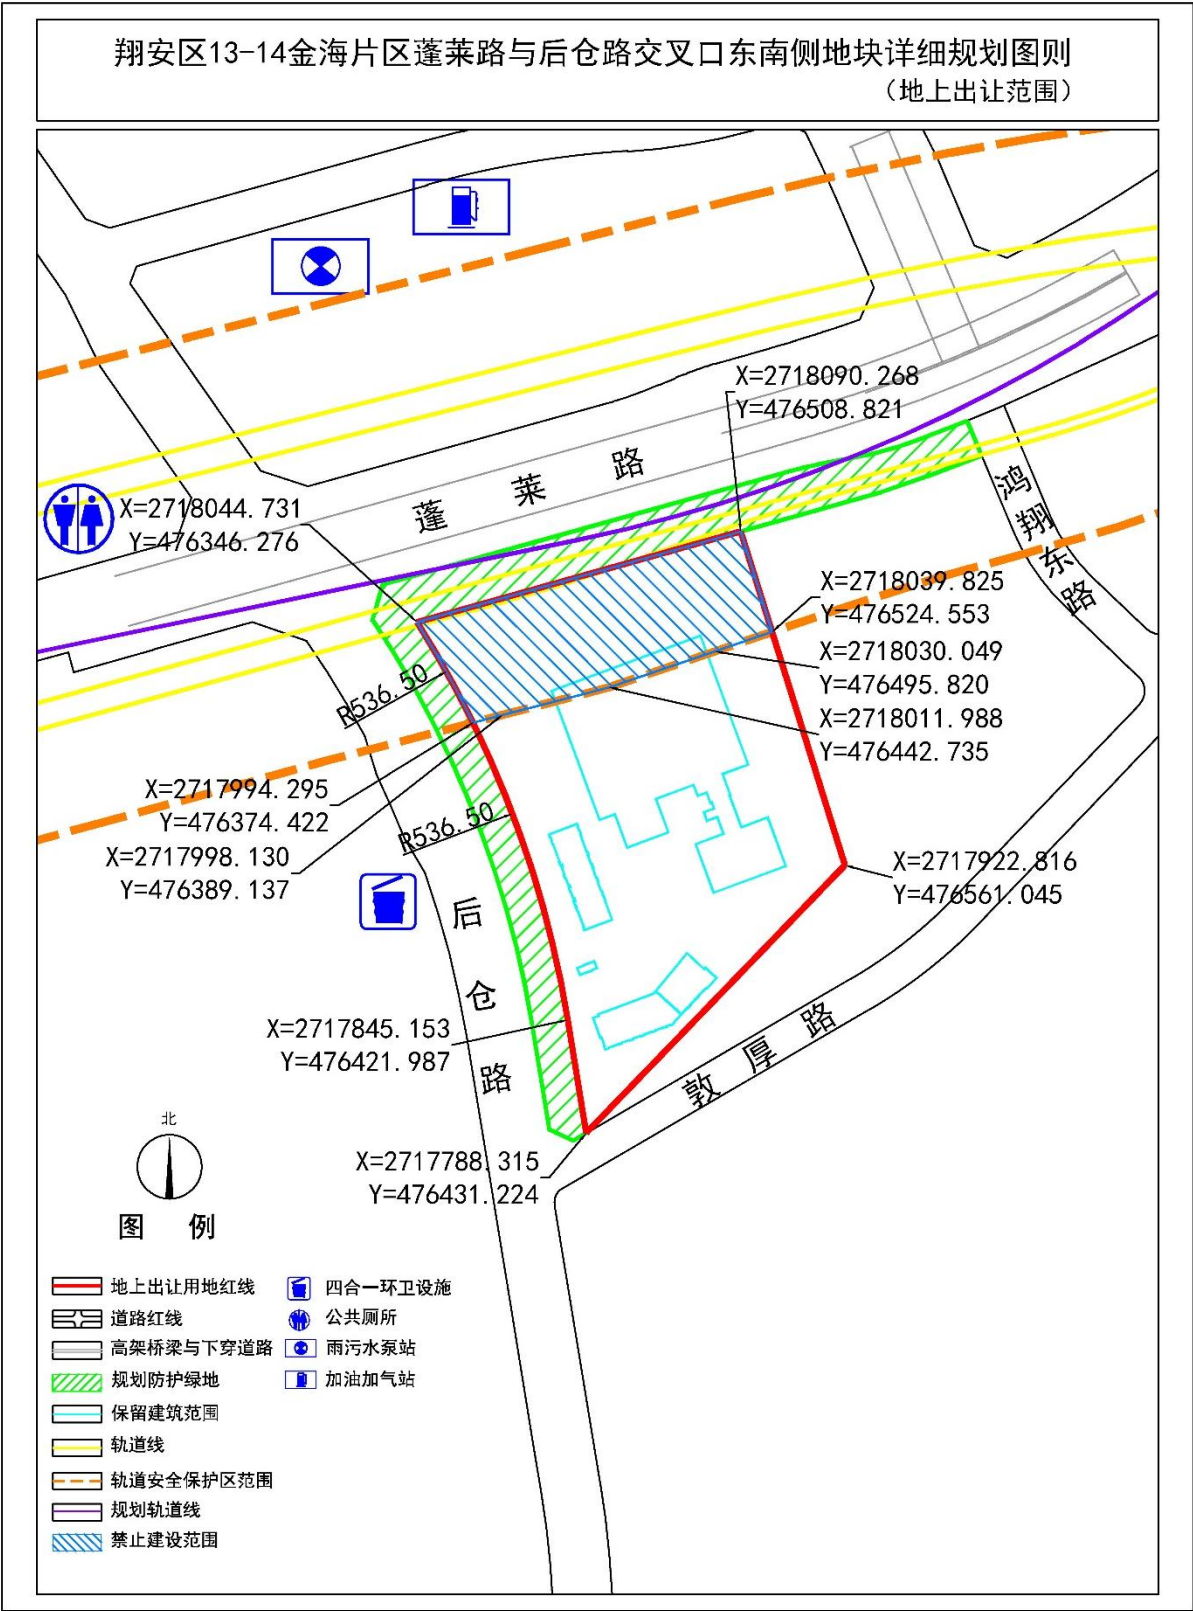 翔安区13-14金海片区蓬莱路与后仓路交叉口东南侧地块详细规划图则
（地上出让范围）
X=2718090.268
Y=476508.821
蓬莱路
X=2718044.731
Y=476346.276
鸿翔东路
X=2718039.825
Y=476524.553
X=2718030.049
Y=476495.820
X=2718011.988
Y=476442.735
R536.50
X=2717994.295
Y=476374.422
X=2717998.130
Y=476389.137
R536.50
X=2717922.816
Y=476561.045
后仓路
X=2717845.153
Y=476421.987
敦厚路
X=2717788.315
Y=476431.224
北
图 例
地上出让用地红线
道路红线
高架桥梁与下穿道路
规划防护绿地
保留建筑范围
轨道线
轨道安全保护区范围
规划轨道线
禁止建设范围
四合一环卫设施
公共厕所
雨污水泵站
加油加气站